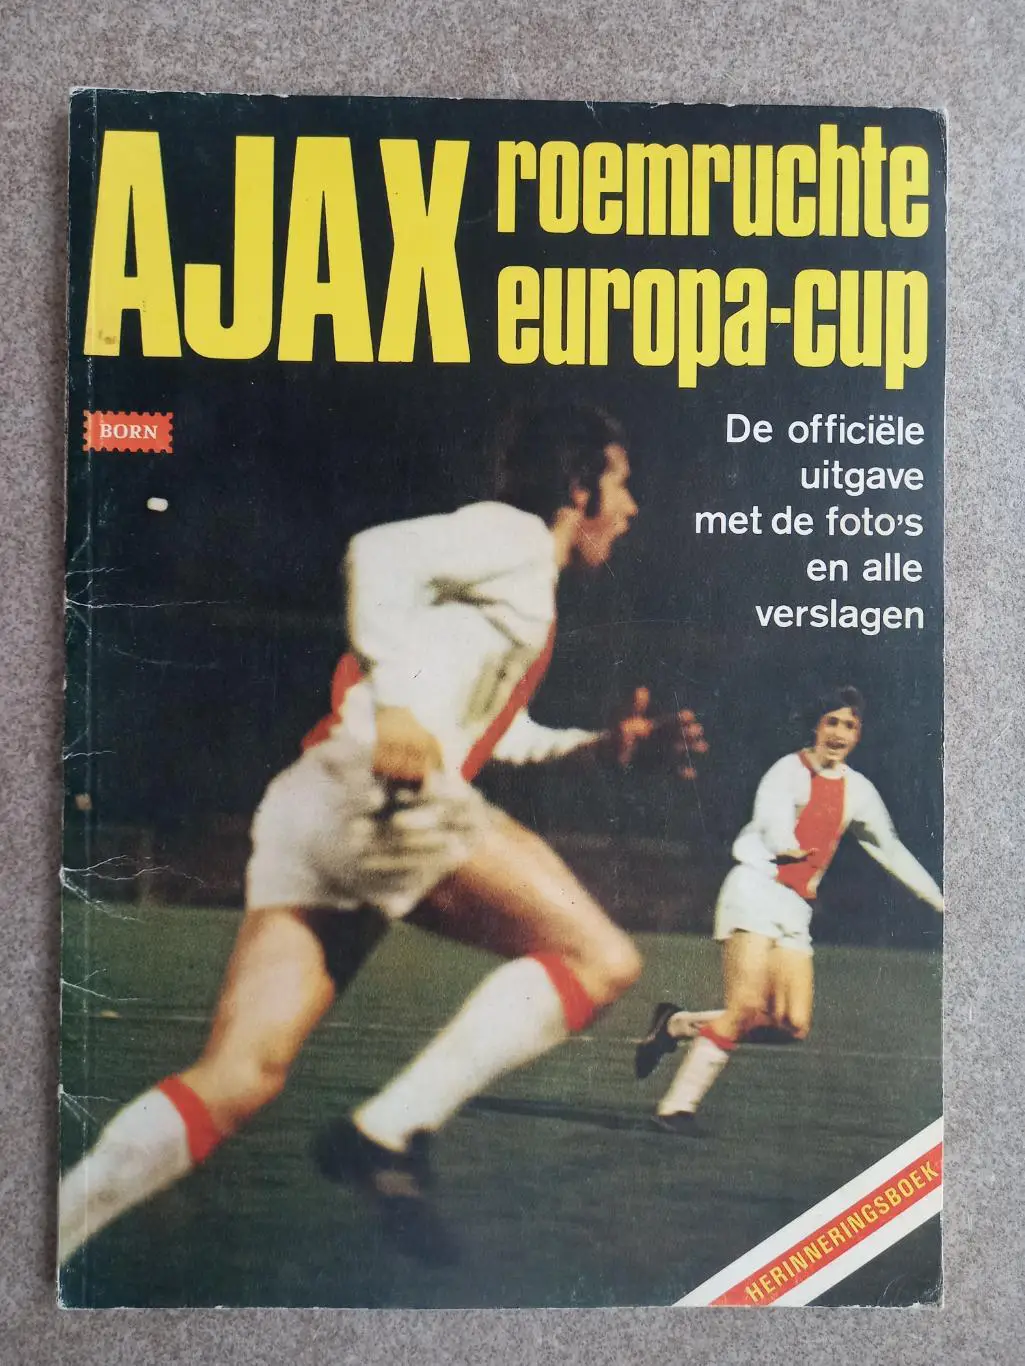 AJAX
roemruchte
europa-cup
BORN
De officiële
uitgave
met de foto's
en alle
verslagen
HERINNERINGSBOEK